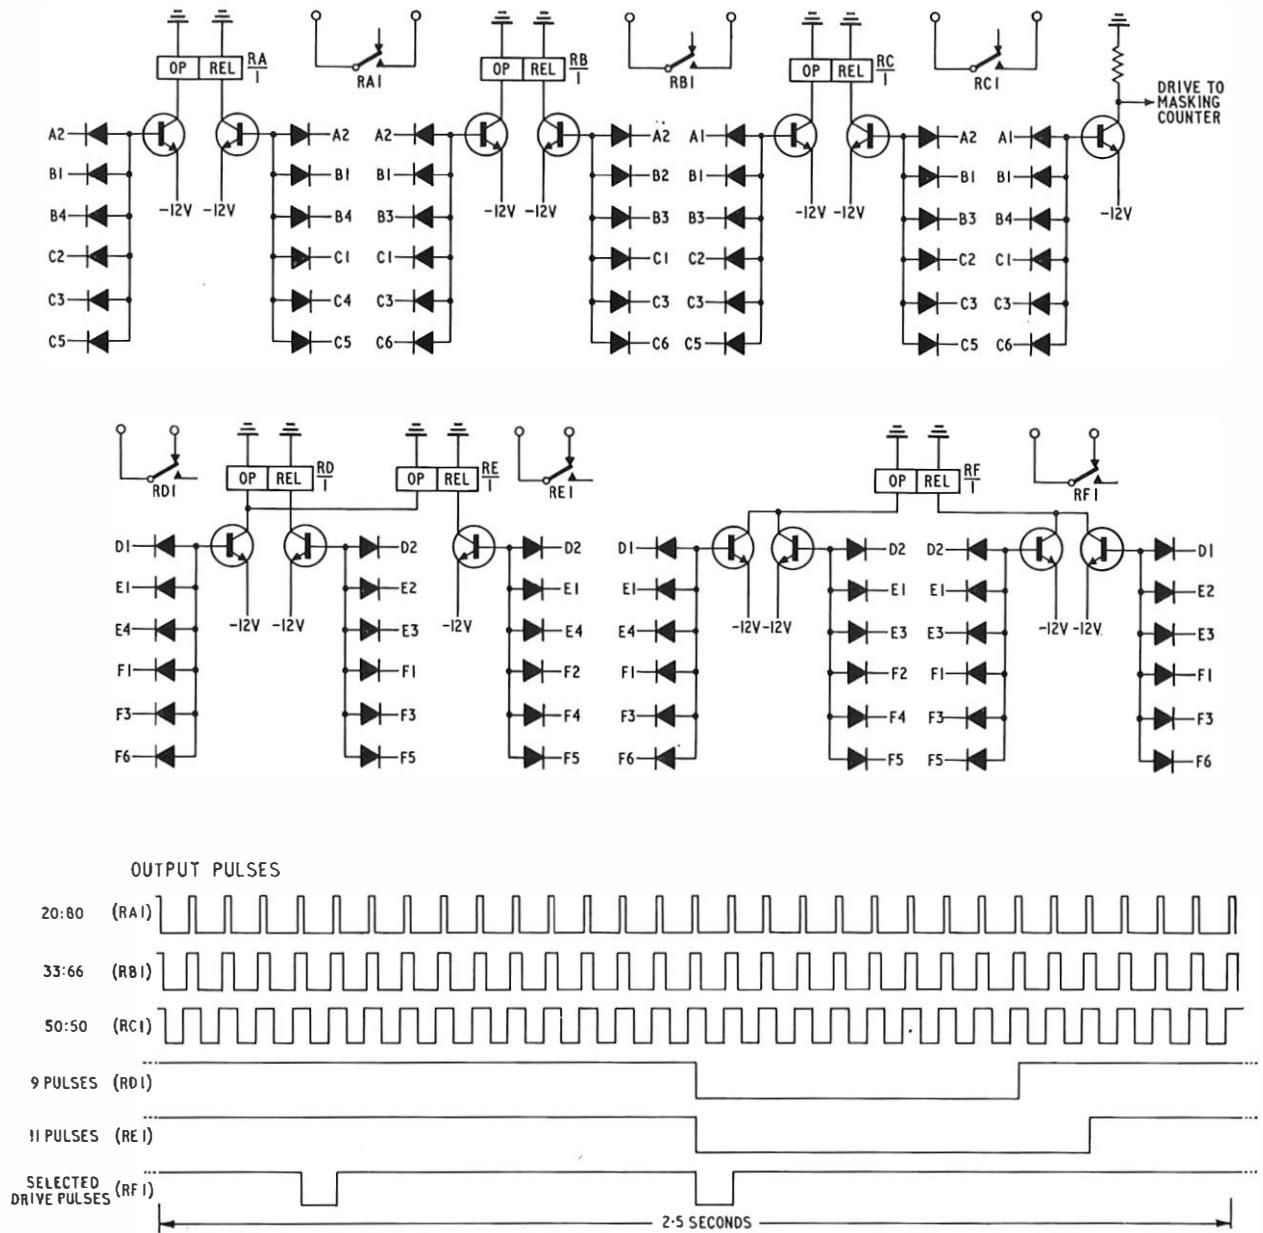 OP REL RA/1 RA1
OP REL RB/1 RB1
OP REL RC/1 RC1
DRIVE TO
MASKING
COUNTER
A2 A2 A2 A2 A1 A2 A1
B1 B1 B1 B2 B1 B1 B1
B4 B4 B3 B3 B3 B3 B4
-12V -12V -12V -12V -12V -12V -12V
C2 C1 C1 C1 C2 C2 C1
C3 C4 C3 C3 C3 C3 C3
C5 C5 C6 C6 C5 C5 C6
RD1 OP REL RD/1 OP REL RE/1 RE1 OP REL RF/1 RF1
D1 D2 D2 D1 D2 D2 D1
E1 E2 E1 E1 E1 E1 E2
E4 E3 E4 E4 E3 E3 E3
-12V -12V -12V -12V -12V -12V -12V
F1 F1 F2 F1 F2 F1 F1
F3 F3 F4 F3 F4 F3 F3
F6 F5 F5 F6 F5 F5 F6
OUTPUT PULSES
20:80 (RA1)
33:66 (RB1)
50:50 (RC1)
9 PULSES (RD1)
11 PULSES (RE1)
SELECTED
DRIVE PULSES (RF1)
2·5 SECONDS